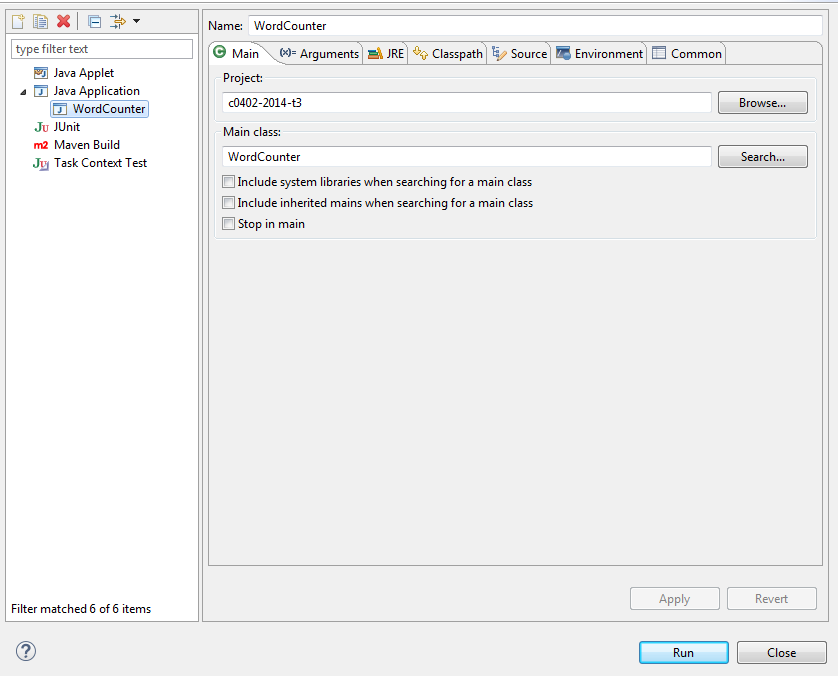 type filter text
Java Applet
Java Application
J WordCounter
Ju JUnit
m2 Maven Build
Ju Task Context Test
Filter matched 6 of 6 items
Name: WordCounter
C Main (x)= Arguments JRE Classpath Source Environment Common
Project:
c0402-2014-t3 Browse...
Main class:
WordCounter Search...
Include system libraries when searching for a main class
Include inherited mains when searching for a main class
Stop in main
Apply Revert
? Run Close